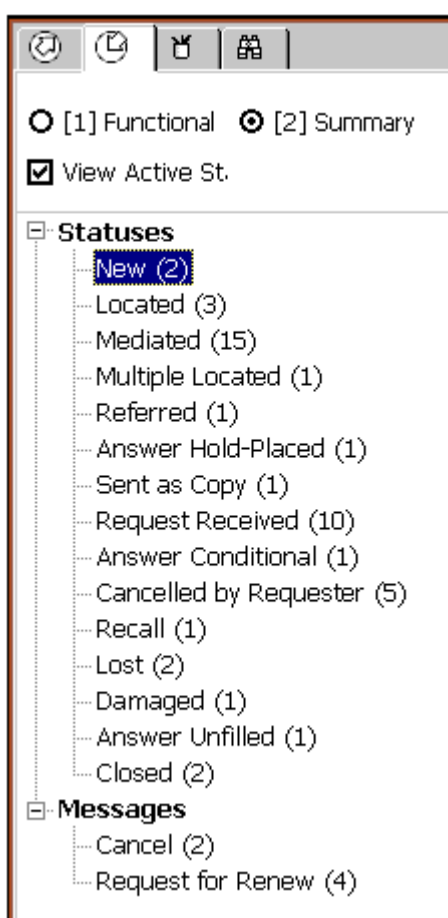 [1] Functional [2] Summary
View Active St.
Statuses
New (2)
Located (3)
Mediated (15)
Multiple Located (1)
Referred (1)
Answer Hold-Placed (1)
Sent as Copy (1)
Request Received (10)
Answer Conditional (1)
Cancelled by Requester (5)
Recall (1)
Lost (2)
Damaged (1)
Answer Unfilled (1)
Closed (2)
Messages
Cancel (2)
Request for Renew (4)